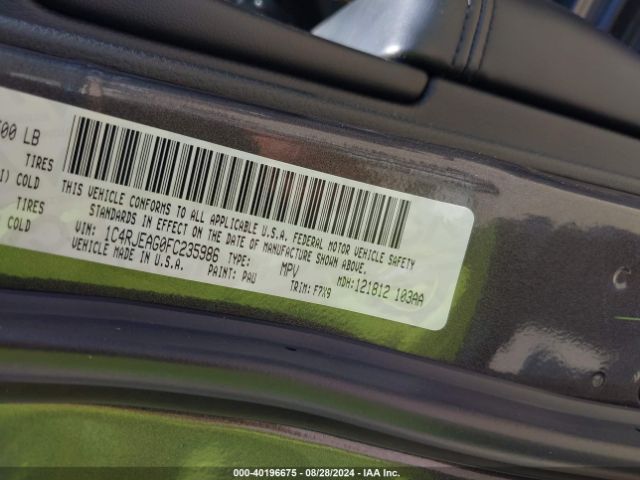 500 LB
TIRES
I) COLD
TIRES
COLD
THIS VEHICLE CONFORMS TO ALL APPLICABLE U.S.A. FEDERAL MOTOR VEHICLE SAFETY
STANDARDS IN EFFECT ON THE DATE OF MANUFACTURE SHOWN ABOVE.
VIN: 1C4RJEAG0FC235986 TYPE: MPV MDH:121812 103AA
VEHICLE MADE IN U.S.A. PAINT: PAU TRIM: F7X9
000-40196675 | 08/28/2024 | IAA Inc.